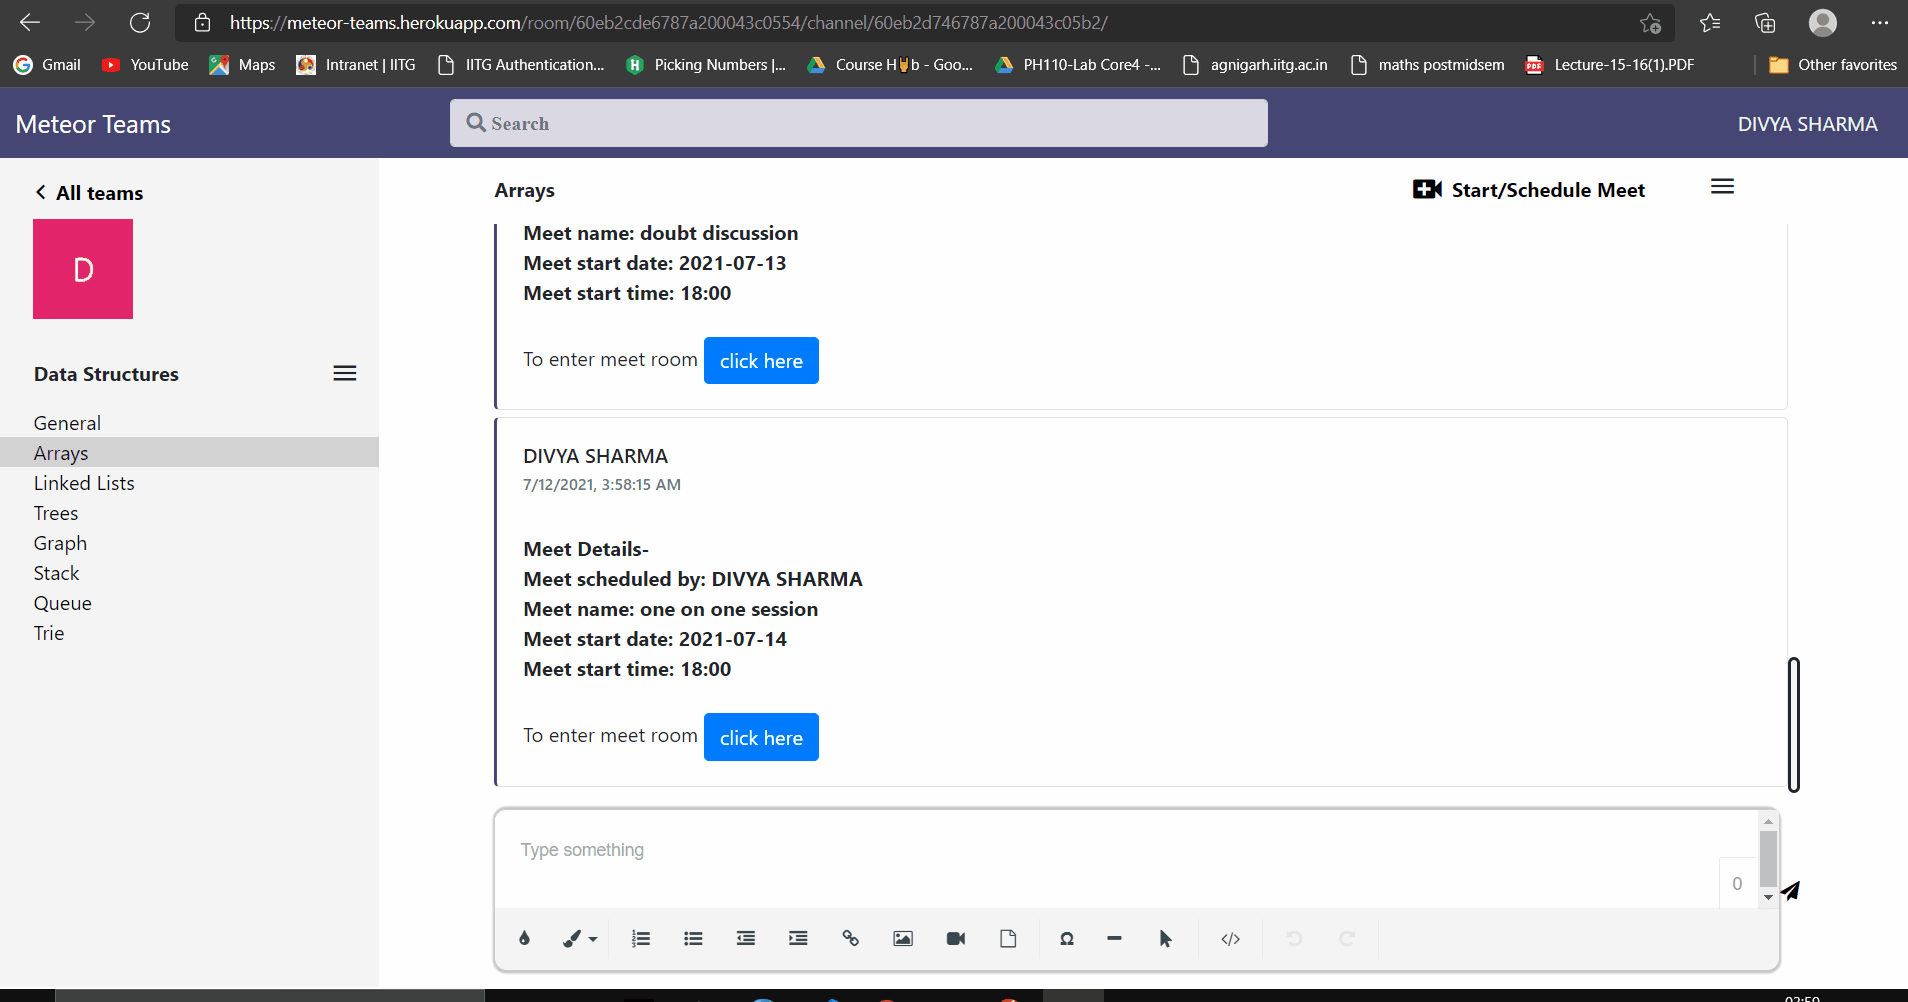 https://meteor-teams.herokuapp.com/room/60eb2cde6787a200043c0554/channel/60eb2d746787a200043c05b2/
Gmail YouTube Maps Intranet | IITG IITG Authentication... Picking Numbers |... Course H b - Goo... PH110-Lab Core4 -... agnigarh.iitg.ac.in maths postmidsem Lecture-15-16(1).PDF Other favorites
Meteor Teams Search DIVYA SHARMA
All teams
D
Data Structures
General
Arrays
Linked Lists
Trees
Graph
Stack
Queue
Trie
Arrays Start/Schedule Meet
Meet name: doubt discussion
Meet start date: 2021-07-13
Meet start time: 18:00
To enter meet room click here
DIVYA SHARMA
7/12/2021, 3:58:15 AM
Meet Details-
Meet scheduled by: DIVYA SHARMA
Meet name: one on one session
Meet start date: 2021-07-14
Meet start time: 18:00
To enter meet room click here
Type something
0